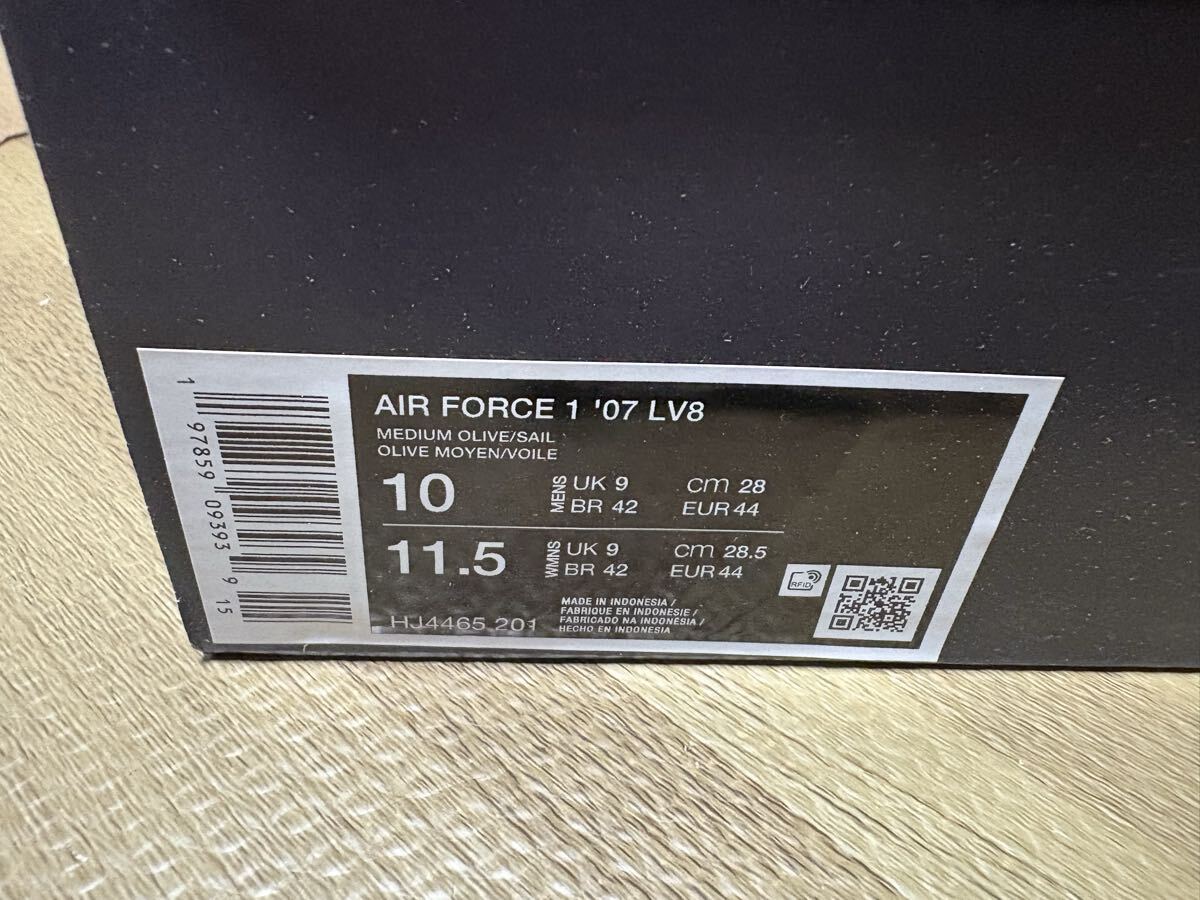 AIR FORCE 1 '07 LV8
MEDIUM OLIVE/SAIL
OLIVE MOYEN/VOILE
10 MENS UK 9 cm 28
BR 42 EUR 44
11.5 WMNS UK 9 cm 28.5
BR 42 EUR 44
HJ4465 201
MADE IN INDONESIA /
FABRIQUE EN INDONESIE /
FABRICADO NA INDONÉSIA /
HECHO EN INDONESIA
RFID
1 97859 09393 9 15